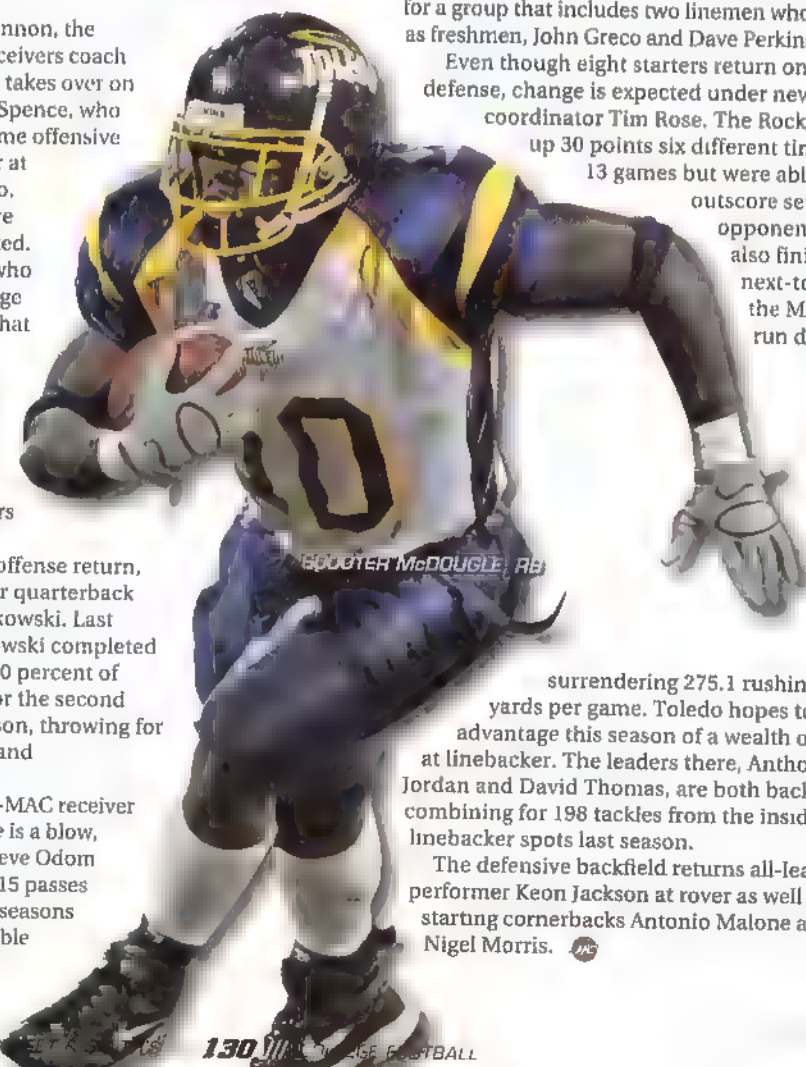 nnon, the
ceivers coach
takes over on
Spence, who
me offensive
r at
o,
re
ted.
who
ge
hat
rs
offense return,
r quarterback
kowski. Last
wski completed
0 percent of
or the second
son, throwing for
and
-MAC receiver
e is a blow,
eve Odom
15 passes
seasons
ble
for a group that includes two linemen who
as freshmen, John Greco and Dave Perkins
Even though eight starters return on
defense, change is expected under new
coordinator Tim Rose. The Rock
up 30 points six different tin
13 games but were abl
outscore se
opponen
also fini
next-to
the M
run d
surrendering 275.1 rushin
yards per game. Toledo hopes to
advantage this season of a wealth o
at linebacker. The leaders there, Antho
Jordan and David Thomas, are both back
combining for 198 tackles from the insid
linebacker spots last season.
The defensive backfield returns all-lea
performer Keon Jackson at rover as well
starting cornerbacks Antonio Malone a
Nigel Morris.
0
SCOOTER McDOUGLE, RB
130
FOOTBALL